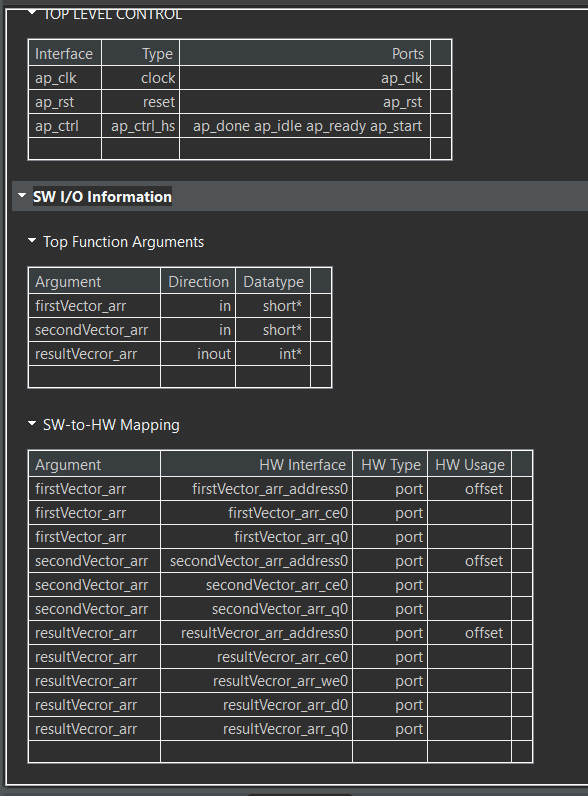 TOP LEVEL CONTROL
Interface Type Ports
ap_clk clock ap_clk
ap_rst reset ap_rst
ap_ctrl ap_ctrl_hs ap_done ap_idle ap_ready ap_start
SW I/O Information
Top Function Arguments
Argument Direction Datatype
firstVector_arr in short*
secondVector_arr in short*
resultVecror_arr inout int*
SW-to-HW Mapping
Argument HW Interface HW Type HW Usage
firstVector_arr firstVector_arr_address0 port offset
firstVector_arr firstVector_arr_ce0 port
firstVector_arr firstVector_arr_q0 port
secondVector_arr secondVector_arr_address0 port offset
secondVector_arr secondVector_arr_ce0 port
secondVector_arr secondVector_arr_q0 port
resultVecror_arr resultVecror_arr_address0 port offset
resultVecror_arr resultVecror_arr_ce0 port
resultVecror_arr resultVecror_arr_we0 port
resultVecror_arr resultVecror_arr_d0 port
resultVecror_arr resultVecror_arr_q0 port